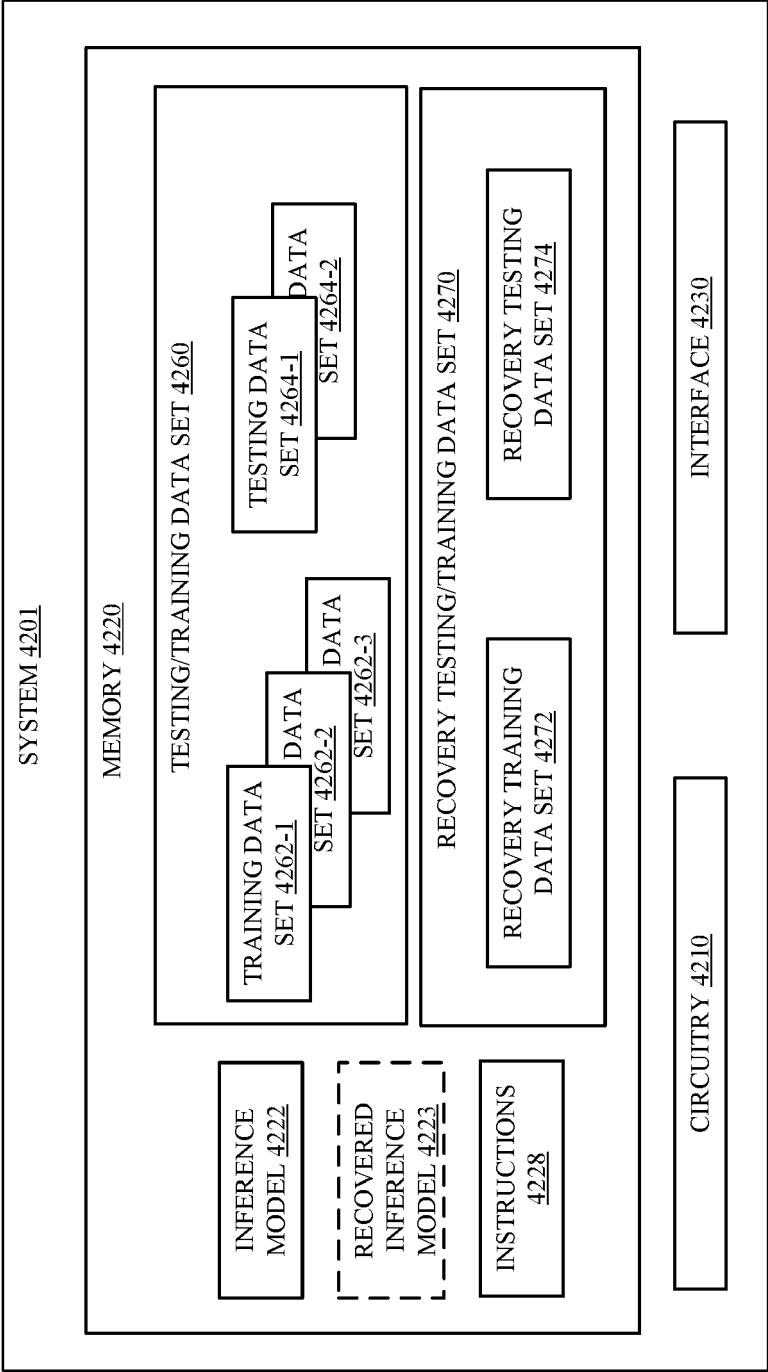 SYSTEM 4201
MEMORY 4220
INFERENCE
MODEL 4222
RECOVERED
INFERENCE
MODEL 4223
INSTRUCTIONS
4228
TESTING/TRAINING DATA SET 4260
TRAINING DATA
SET 4262-1
DATA
SET 4262-2
DATA
SET 4262-3
TESTING DATA
SET 4264-1
DATA
SET 4264-2
RECOVERY TESTING/TRAINING DATA SET 4270
RECOVERY TRAINING
DATA SET 4272
RECOVERY TESTING
DATA SET 4274
CIRCUITRY 4210
INTERFACE 4230